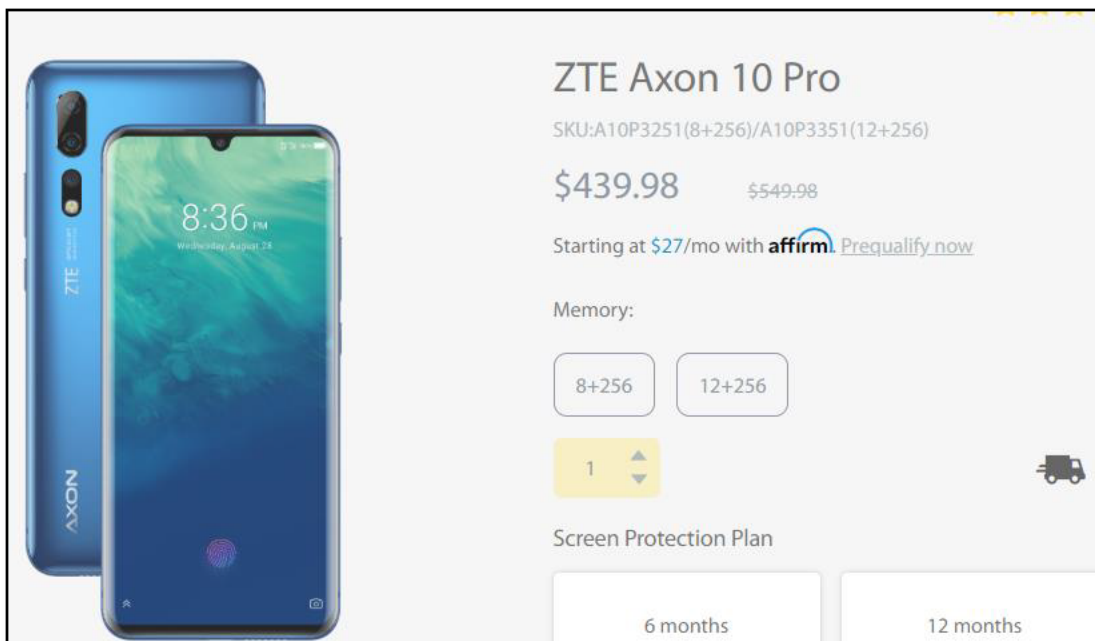 ZTE Axon 10 Pro
SKU:A10P3251(8+256)/A10P3351(12+256)
$439.98 $549.98
Starting at $27/mo with affirm. Prequalify now
Memory:
8+256 12+256
1
Screen Protection Plan
6 months 12 months
8:36 PM
Wednesday, August 28
ZTE
AXON